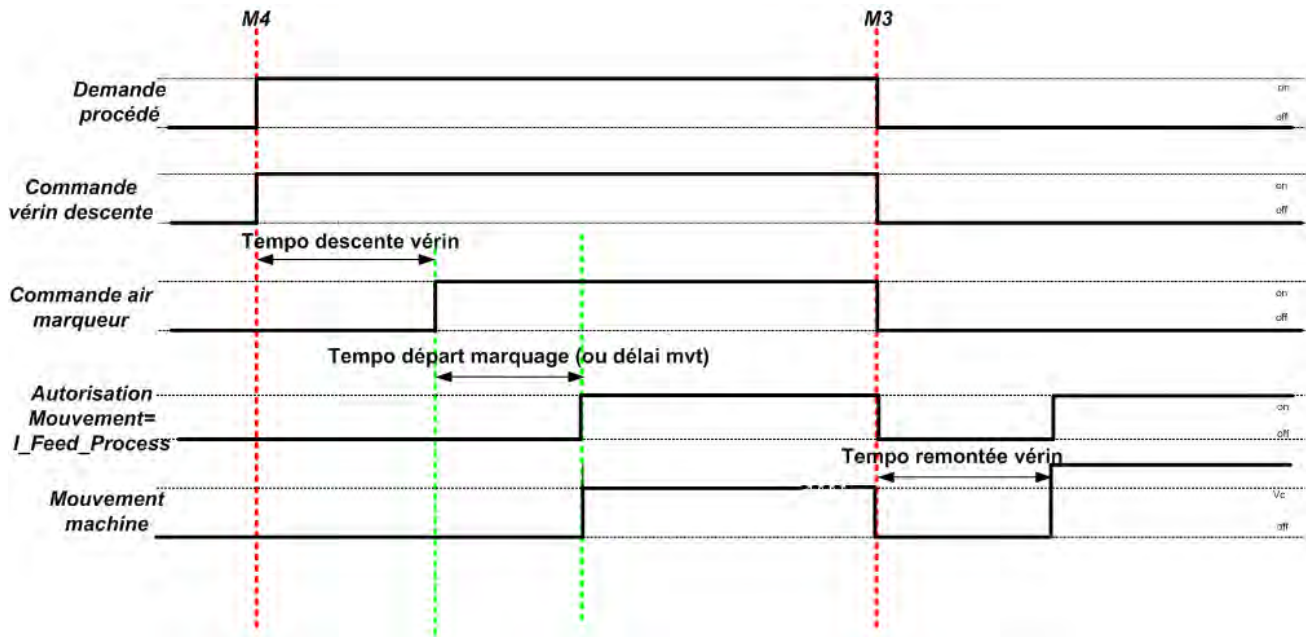 M4
M3
Demande
procédé
on
off
Commande
vérin descente
on
off
Tempo descente vérin
Commande air
marqueur
on
off
Tempo départ marquage (ou délai mvt)
Autorisation
Mouvement=
I_Feed_Process
on
off
Tempo remontée vérin
Mouvement
machine
Vc
off